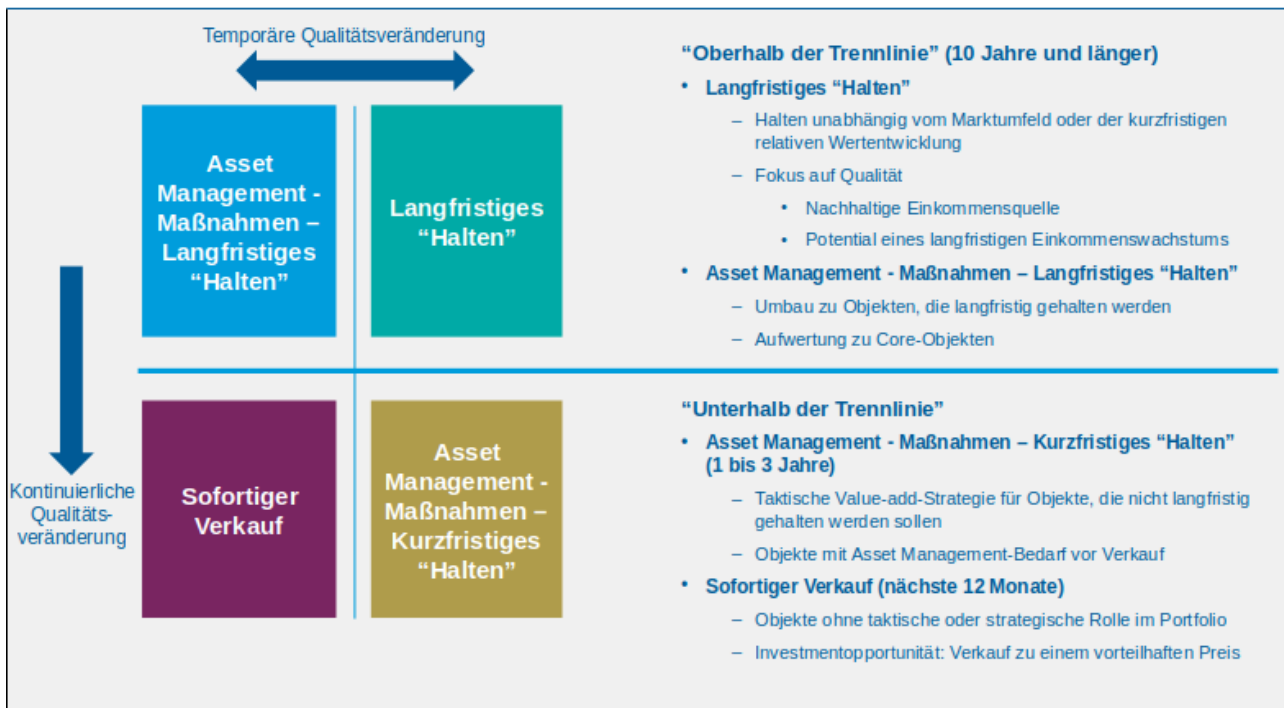 Temporäre Qualitätsveränderung
Asset
Management -
Maßnahmen –
Langfristiges
“Halten”
Langfristiges
“Halten”
Kontinuierliche
Qualitäts-
veränderung
Sofortiger
Verkauf
Asset
Management -
Maßnahmen –
Kurzfristiges
“Halten”
“Oberhalb der Trennlinie” (10 Jahre und länger)
• Langfristiges “Halten”
– Halten unabhängig vom Marktumfeld oder der kurzfristigen
relativen Wertentwicklung
– Fokus auf Qualität
• Nachhaltige Einkommensquelle
• Potential eines langfristigen Einkommenswachstums
• Asset Management - Maßnahmen – Langfristiges “Halten”
– Umbau zu Objekten, die langfristig gehalten werden
– Aufwertung zu Core-Objekten
“Unterhalb der Trennlinie”
• Asset Management - Maßnahmen – Kurzfristiges “Halten”
(1 bis 3 Jahre)
– Taktische Value-add-Strategie für Objekte, die nicht langfristig
gehalten werden sollen
– Objekte mit Asset Management-Bedarf vor Verkauf
• Sofortiger Verkauf (nächste 12 Monate)
– Objekte ohne taktische oder strategische Rolle im Portfolio
– Investmentopportunität: Verkauf zu einem vorteilhaften Preis